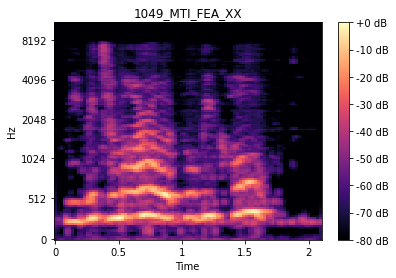 1049_MTI_FEA_XX
+0 dB
8192
-10 dB
4096
-20 dB
-30 dB
2048
Hz
-40 dB
1024
-50 dB
512
-60 dB
-70 dB
0
-80 dB
0 0.5 1 1.5 2
Time